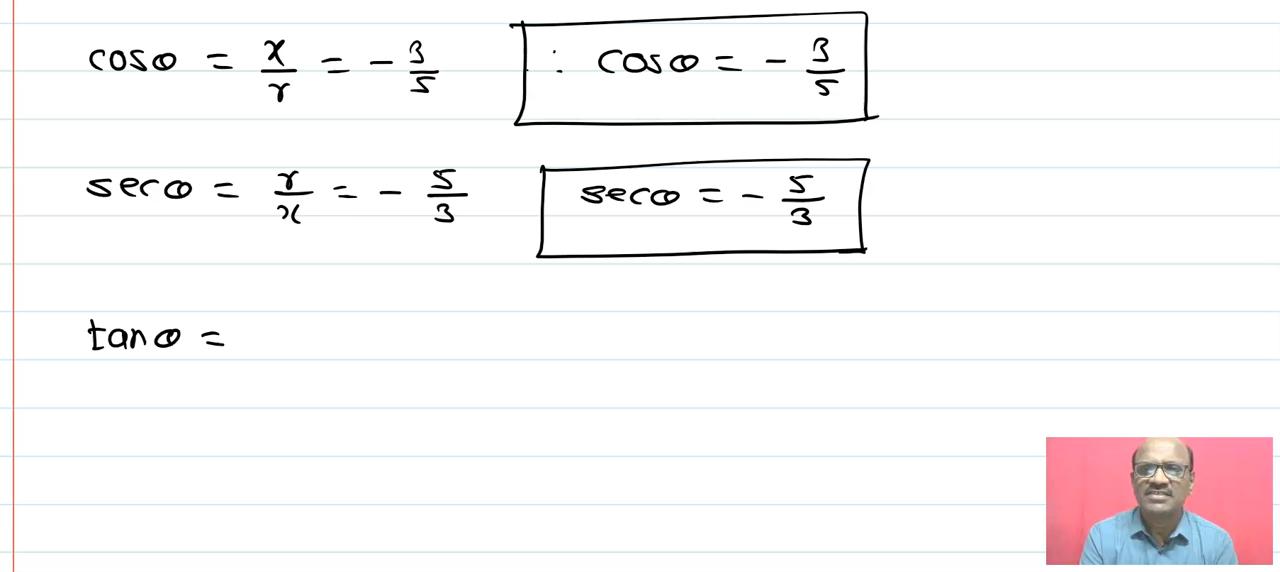 cosθ = x/r = - 3/5 ∴ cosθ = - 3/5
secθ = r/x = - 5/3 secθ = - 5/3
tanθ =